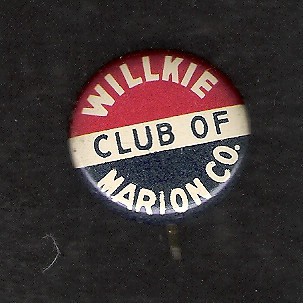 WILLKIE
CLUB OF
MARION CO.